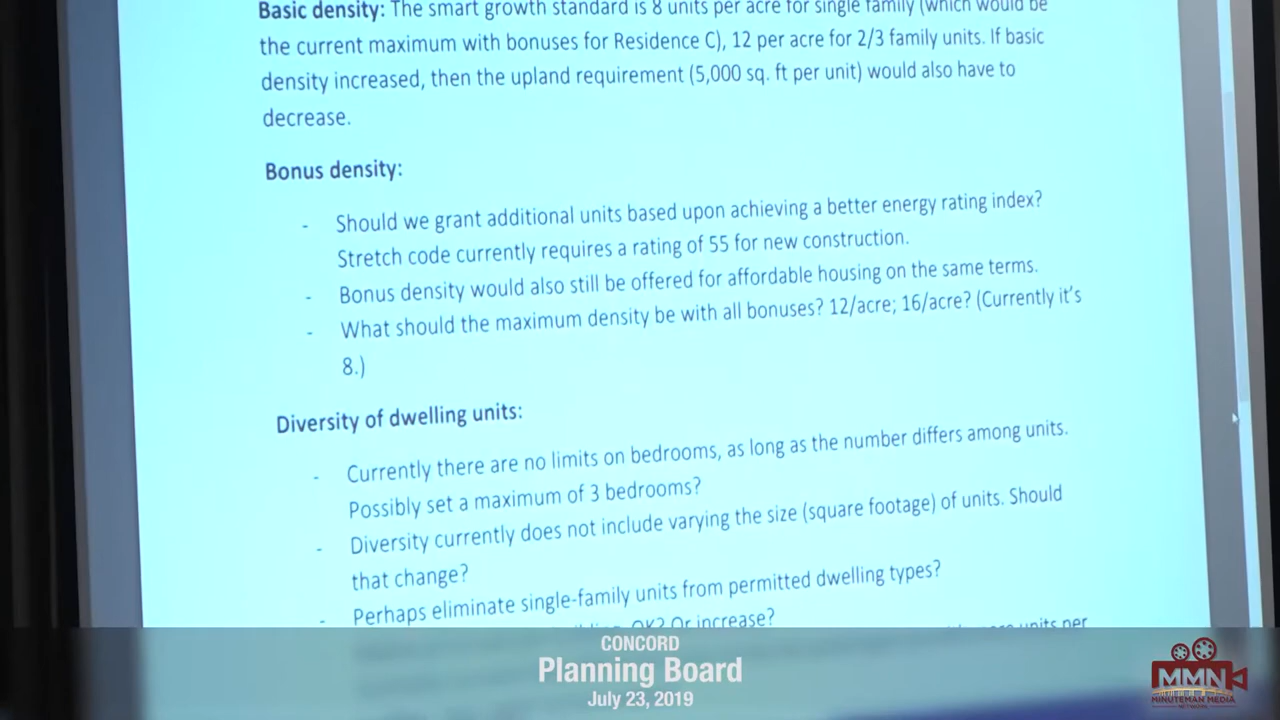 Basic density: The smart growth standard is 8 units per acre for single family (which would be
the current maximum with bonuses for Residence C), 12 per acre for 2/3 family units. If basic
density increased, then the upland requirement (5,000 sq. ft per unit) would also have to
decrease.
Bonus density:
- Should we grant additional units based upon achieving a better energy rating index?
Stretch code currently requires a rating of 55 for new construction.
- Bonus density would also still be offered for affordable housing on the same terms.
- What should the maximum density be with all bonuses? 12/acre; 16/acre? (Currently it's
8.)
Diversity of dwelling units:
- Currently there are no limits on bedrooms, as long as the number differs among units.
Possibly set a maximum of 3 bedrooms?
- Diversity currently does not include varying the size (square footage) of units. Should
that change?
- Perhaps eliminate single-family units from permitted dwelling types?
OK? Or increase? units per
CONCORD
Planning Board
July 23, 2019
MMN
MINUTEMAN MEDIA
NETWORK